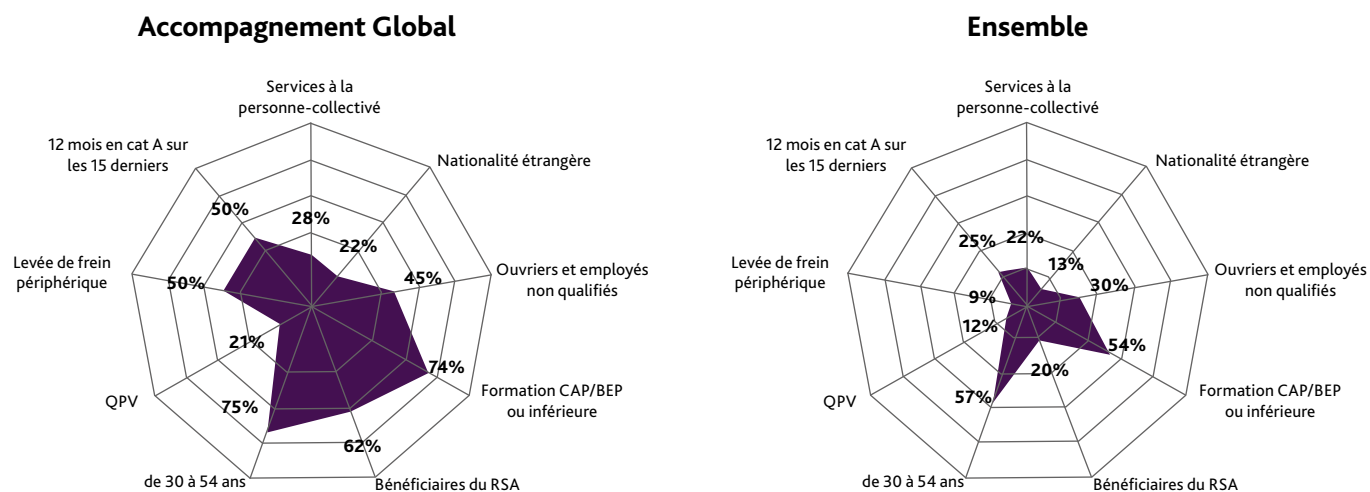 Accompagnement Global
Services à la
personne-collectivé
12 mois en cat A sur
les 15 derniers
Nationalité étrangère
50%
28%
22%
Levée de frein
périphérique
50%
45%
Ouvriers et employés
non qualifiés
21%
74%
QPV
75%
Formation CAP/BEP
ou inférieure
62%
de 30 à 54 ans
Bénéficiaires du RSA
Ensemble
Services à la
personne-collectivé
12 mois en cat A sur
les 15 derniers
Nationalité étrangère
25%
22%
13%
Levée de frein
périphérique
9%
30%
Ouvriers et employés
non qualifiés
12%
54%
20%
QPV
57%
Formation CAP/BEP
ou inférieure
de 30 à 54 ans
Bénéficiaires du RSA